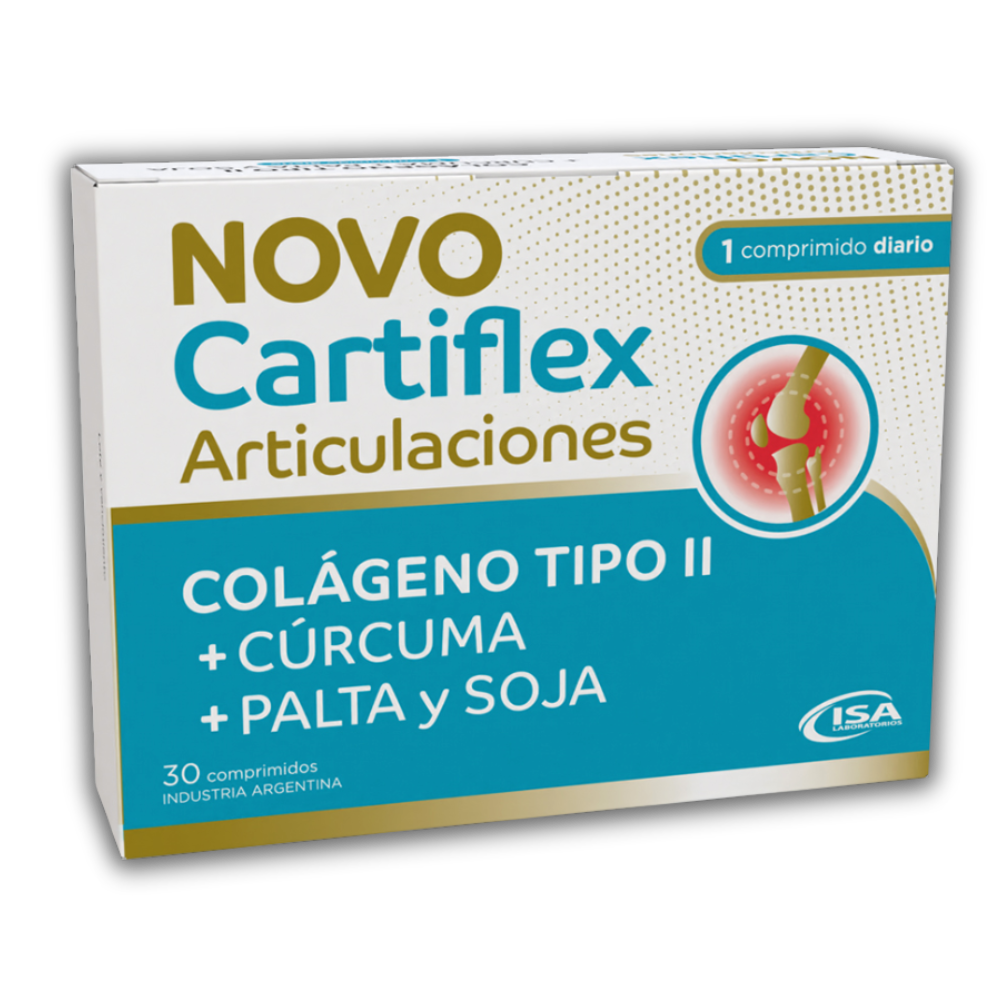 NOVO
Cartiflex
Articulaciones
1 comprimido diario
COLÁGENO TIPO II
+ CÚRCUMA
+ PALTA y SOJA
30 comprimidos
INDUSTRIA ARGENTINA
ISA
LABORATORIOS